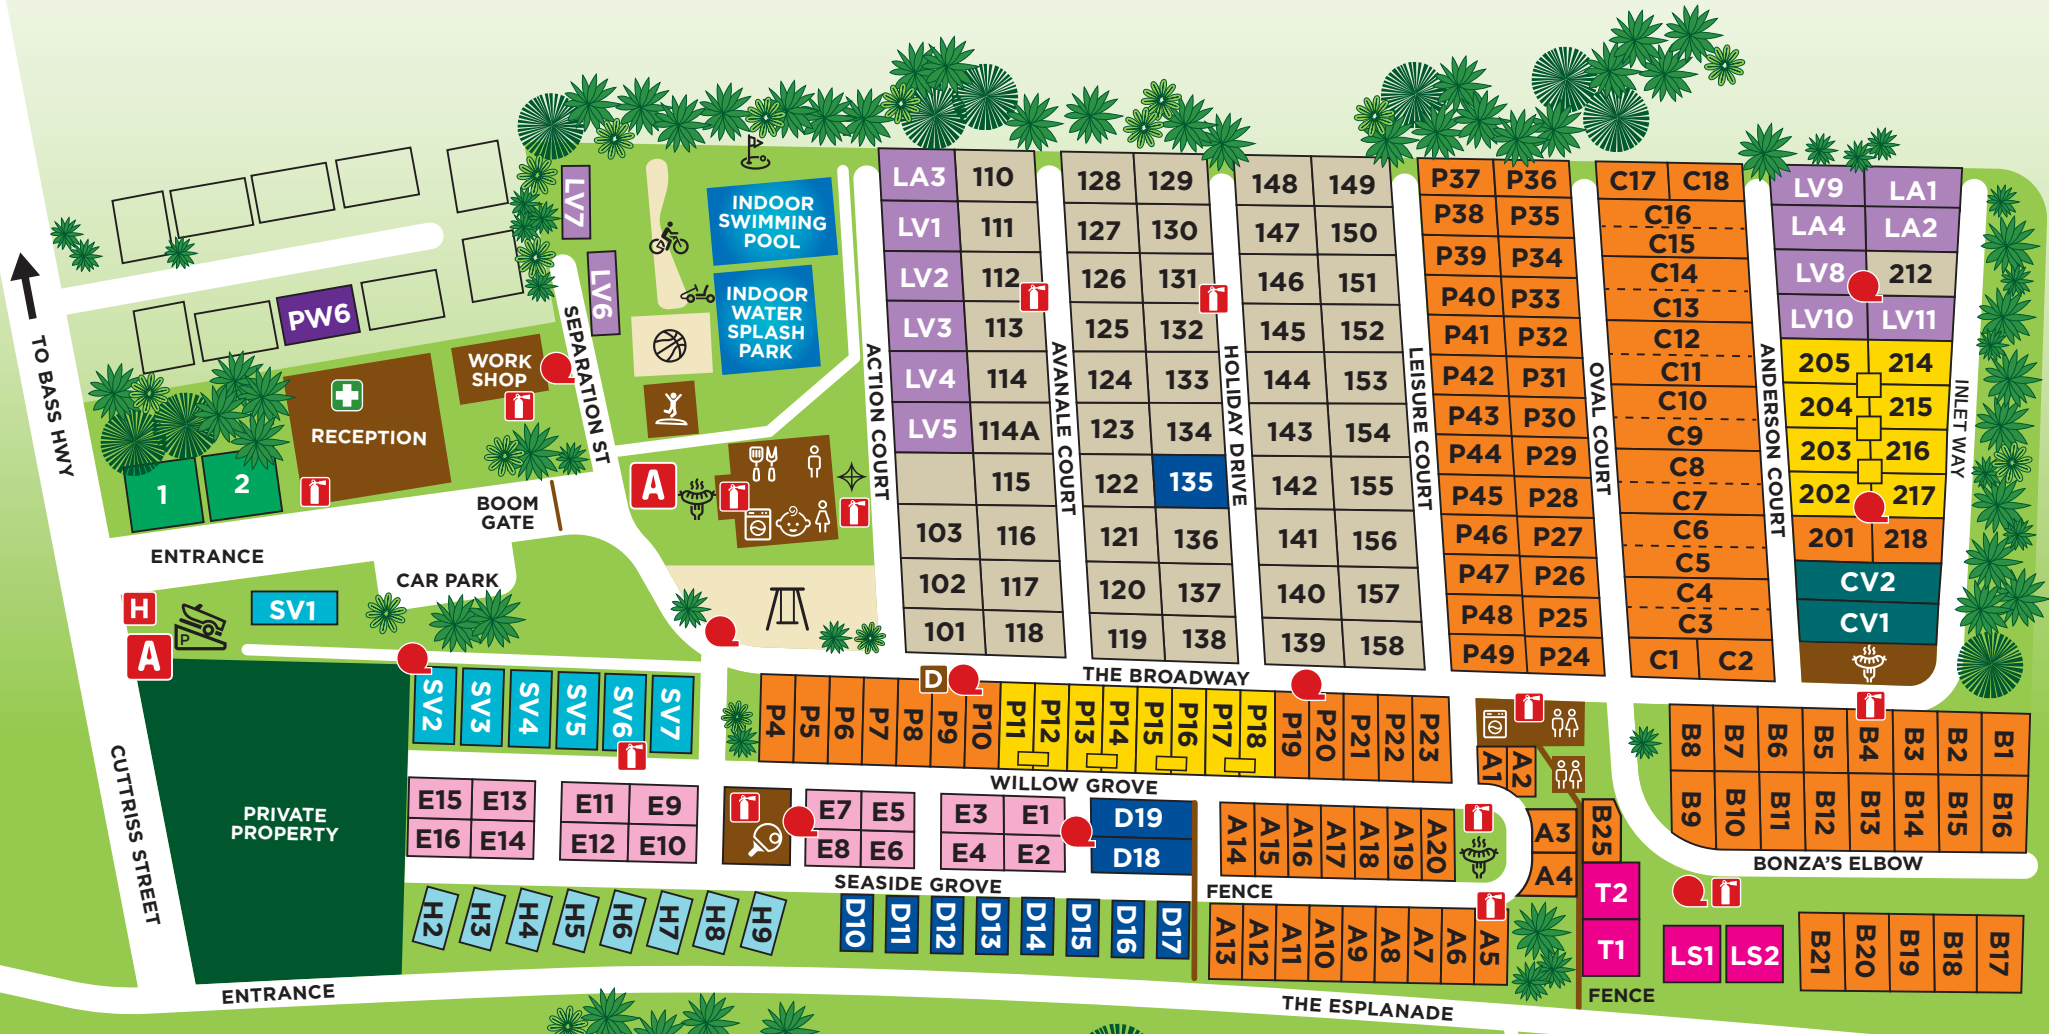 TO BASS HWY
PW6
LV7
LV6
SEPARATION ST
WORK
SHOP
RECEPTION
1
2
BOOM
GATE
ENTRANCE
CAR PARK
H
A
P
SV1
INDOOR
SWIMMING
POOL
INDOOR
WATER
SPLASH
PARK
A
ACTION COURT
LA3 110
LV1 111
LV2 112
LV3 113
LV4 114
LV5 114A
115
103 116
102 117
101 118
AVANALE COURT
128 129
127 130
126 131
125 132
124 133
123 134
122 135
121 136
120 137
119 138
HOLIDAY DRIVE
148 149
147 150
146 151
145 152
144 153
143 154
142 155
141 156
140 157
139 158
LEISURE COURT
P37 P36
P38 P35
P39 P34
P40 P33
P41 P32
P42 P31
P43 P30
P44 P29
P45 P28
P46 P27
P47 P26
P48 P25
P49 P24
OVAL COURT
C17 C18
C16
C15
C14
C13
C12
C11
C10
C9
C8
C7
C6
C5
C4
C3
C1 C2
ANDERSON COURT
LV9 LA1
LA4 LA2
LV8 212
LV10 LV11
205 214
204 215
203 216
202 217
201 218
CV2
CV1
INLET WAY
THE BROADWAY
D
SV2 SV3 SV4 SV5 SV6 SV7
P4 P5 P6 P7 P8 P9 P10 P11 P12 P13 P14 P15 P16 P17 P18 P19 P20 P21 P22 P23
WILLOW GROVE
CUTTRISS STREET
PRIVATE
PROPERTY
E15 E13
E16 E14
E11 E9
E12 E10
E7 E5
E8 E6
E3 E1
E4 E2
D19
D18
SEASIDE GROVE
H2 H3 H4 H5 H6 H7 H8 H9
D10 D11 D12 D13 D14 D15 D16 D17
A14 A15 A16 A17 A18 A19 A20
FENCE
A13 A12 A11 A10 A9 A8 A7 A6 A5
A1 A2
A3
A4
B25
T2
T1
FENCE
B8 B7 B6 B5 B4 B3 B2 B1
B9 B10 B11 B12 B13 B14 B15 B16
BONZA'S ELBOW
LS1 LS2
B21 B20 B19 B18 B17
ENTRANCE
THE ESPLANADE